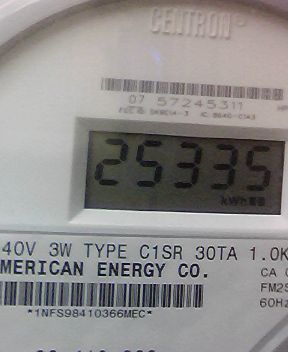 CENTRON®
07 57245311
25335
kWh
40V 3W TYPE C1SR 30TA 1.0K
MERICAN ENERGY CO.
CA
FM2S
60Hz
*1NFS98410366MEC*